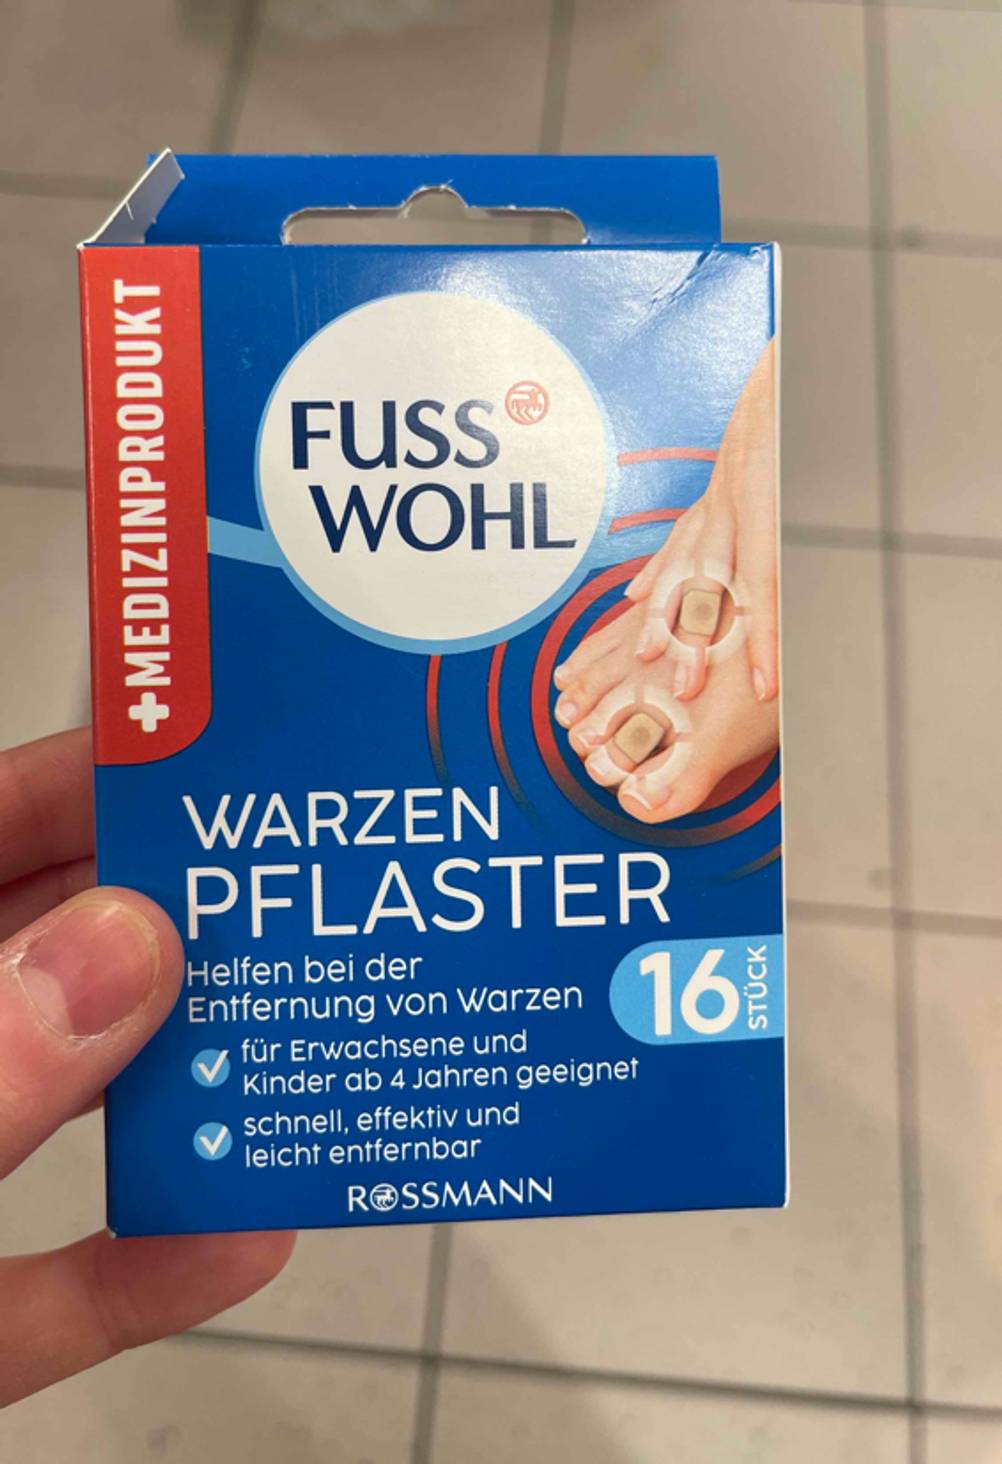 +MEDIZINPRODUKT
FUSS
WOHL
WARZEN
PFLASTER
Helfen bei der
Entfernung von Warzen
16 STÜCK
für Erwachsene und
Kinder ab 4 Jahren geeignet
schnell, effektiv und
leicht entfernbar
ROSSMANN